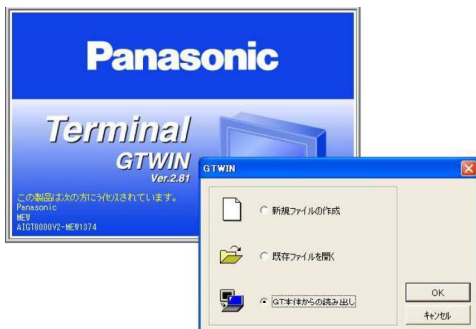 Panasonic
Terminal
GTWIN
Ver.2.81
この製品は次の方にライセンスされています。
Panasonic
MEW
AIGT8000V2-MEW1374
GTWIN
新規ファイルの作成
既存ファイルを開く
GT本体からの読み出し
OK
キャンセル